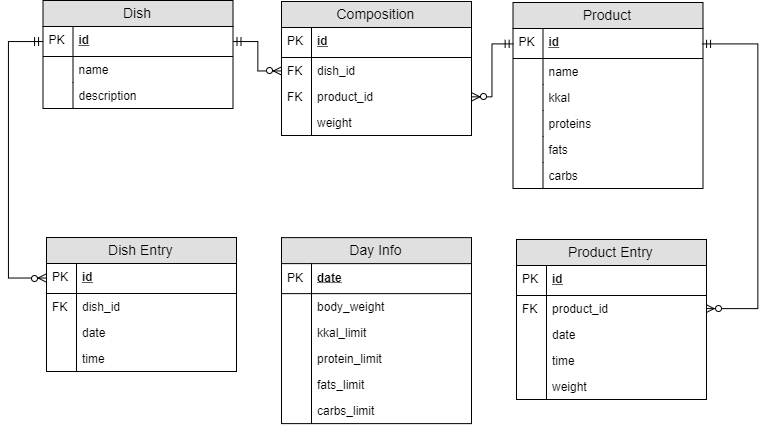 Dish
PK id
name
description
Composition
PK id
FK dish_id
FK product_id
weight
Product
PK id
name
kkal
proteins
fats
carbs
Dish Entry
PK id
FK dish_id
date
time
Day Info
PK date
body_weight
kkal_limit
protein_limit
fats_limit
carbs_limit
Product Entry
PK id
FK product_id
date
time
weight